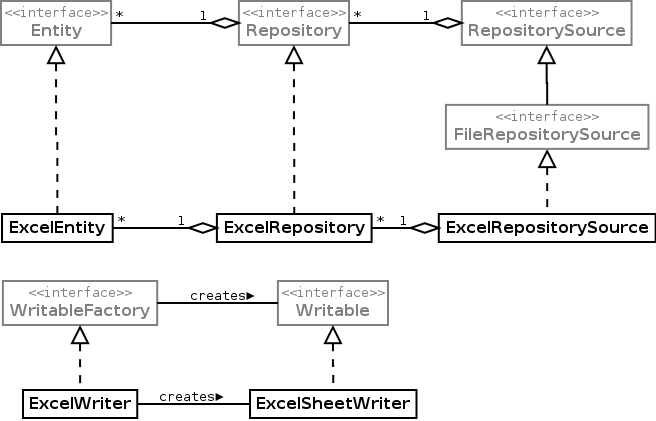 <<interface>>
Entity
* 1
<<interface>>
Repository
* 1
<<interface>>
RepositorySource
<<interface>>
FileRepositorySource
ExcelEntity
* 1
ExcelRepository
* 1
ExcelRepositorySource
<<interface>>
WritableFactory
creates►
<<interface>>
Writable
ExcelWriter
creates►
ExcelSheetWriter